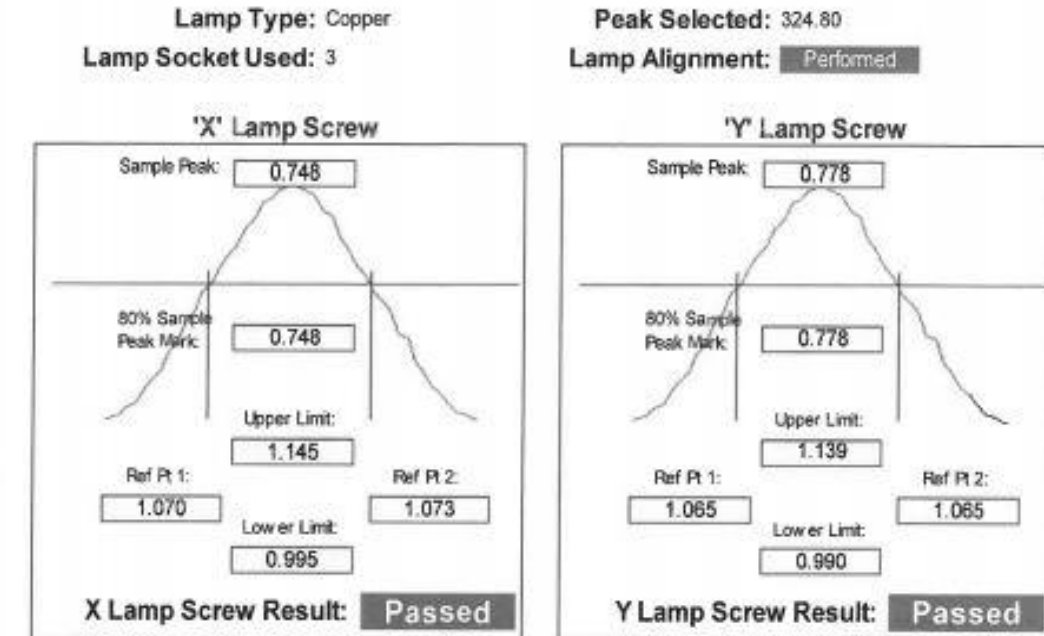 Lamp Type: Copper
Peak Selected: 324.80
Lamp Socket Used: 3
Lamp Alignment: Performed
'X' Lamp Screw
Sample Peak: 0.748
80% Sample
Peak Mark: 0.748
Upper Limit:
1.145
Ref Pt 1:
1.070
Ref Pt 2:
1.073
Lower Limit:
0.995
X Lamp Screw Result: Passed
'Y' Lamp Screw
Sample Peak: 0.778
80% Sample
Peak Mark: 0.778
Upper Limit:
1.139
Ref Pt 1:
1.065
Ref Pt 2:
1.065
Lower Limit:
0.990
Y Lamp Screw Result: Passed